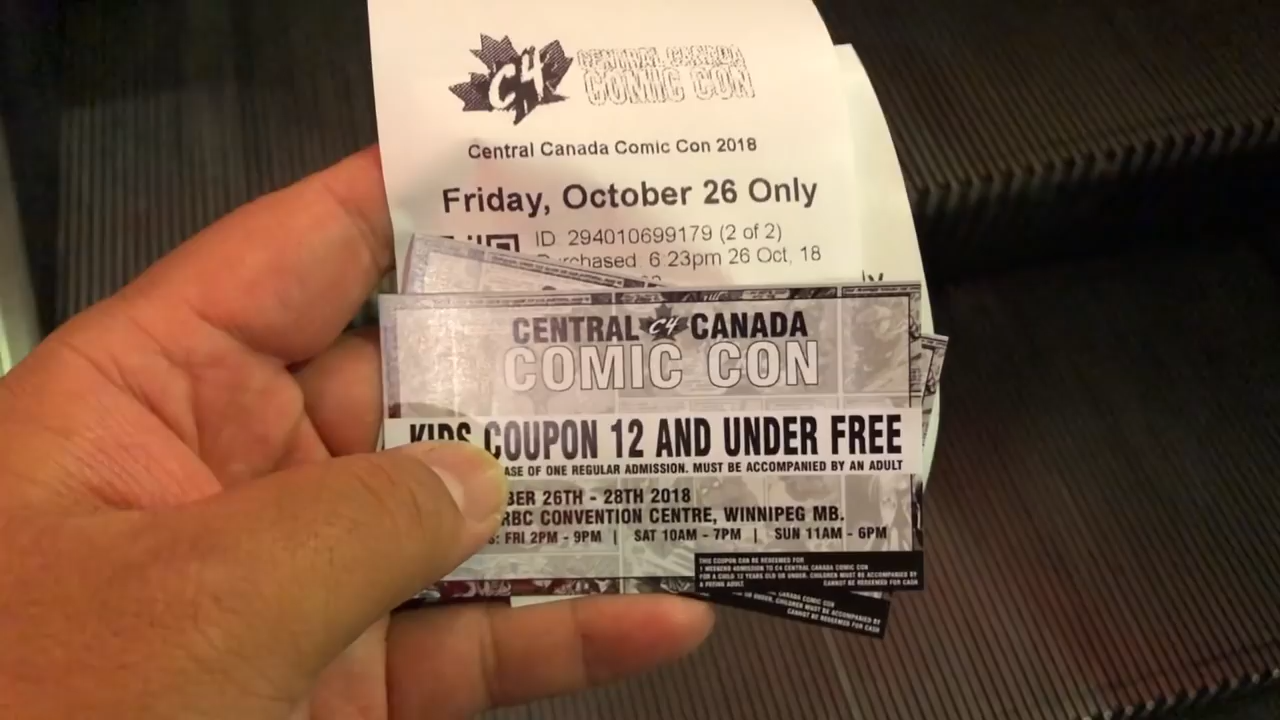 C4
CENTRAL CANADA
COMIC CON
Central Canada Comic Con 2018
Friday, October 26 Only
ID: 294010699179 (2 of 2)
rchased: 6:23pm 26 Oct, 18
CENTRAL C4 CANADA
COMIC CON
KIDS COUPON 12 AND UNDER FREE
ASE OF ONE REGULAR ADMISSION. MUST BE ACCOMPANIED BY AN ADULT
BER 26TH - 28TH 2018
RBC CONVENTION CENTRE, WINNIPEG MB.
S: FRI 2PM - 9PM | SAT 10AM - 7PM | SUN 11AM - 6PM
THIS COUPON CAN BE REDEEMED FOR
1 WEEKEND ADMISSION TO C4 CENTRAL CANADA COMIC CON
FOR A CHILD 12 YEARS OLD OR UNDER. CHILDREN MUST BE ACCOMPANIED BY
A PAYING ADULT CANNOT BE REDEEMED FOR CASH
CANADA COMIC CON
OR UNDER. CHILDREN MUST BE ACCOMPANIED BY
CANNOT BE REDEEMED FOR CASH